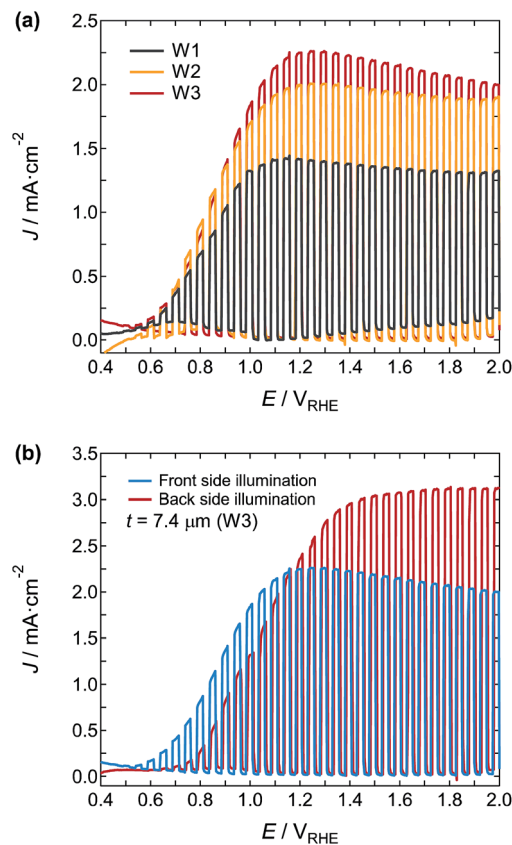 (a)
W1
W2
W3
2.5
2.0
1.5
1.0
0.5
0.0
J / mA·cm⁻²
0.4 0.6 0.8 1.0 1.2 1.4 1.6 1.8 2.0
E / V_RHE
(b)
3.5
3.0
2.5
2.0
1.5
1.0
0.5
0.0
Front side illumination
Back side illumination
t = 7.4 μm (W3)
J / mA·cm⁻²
0.4 0.6 0.8 1.0 1.2 1.4 1.6 1.8 2.0
E / V_RHE